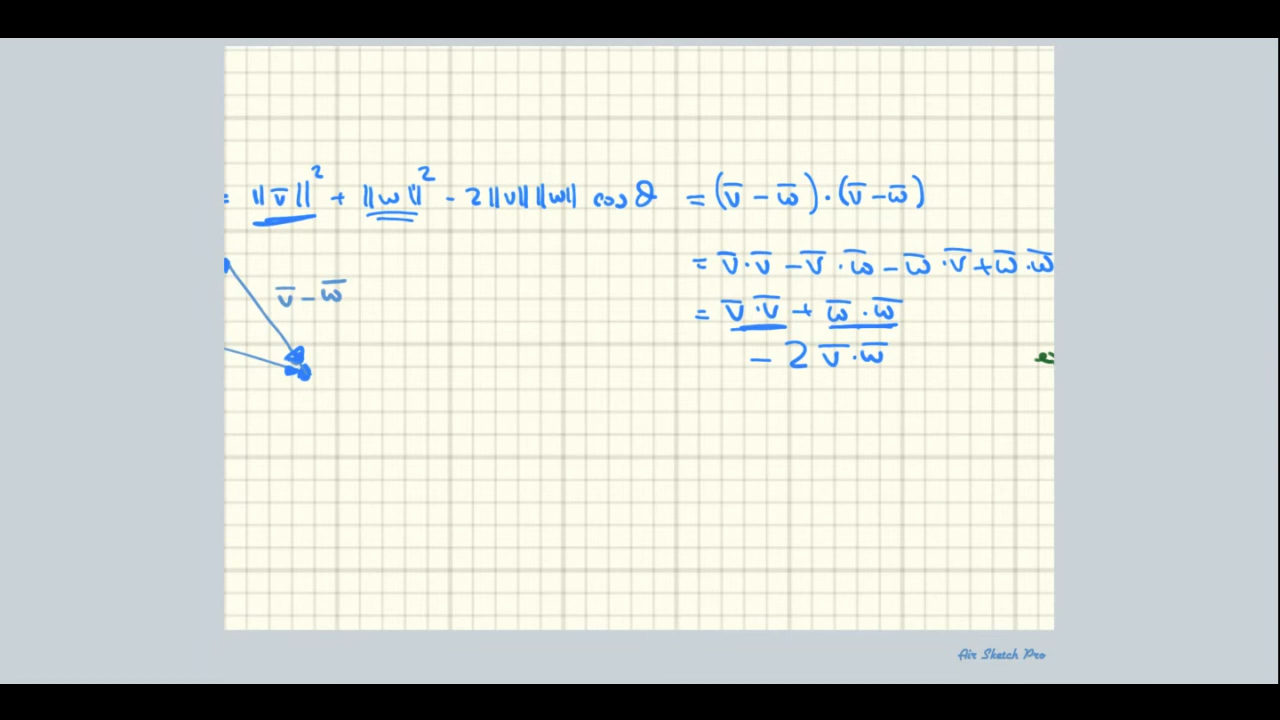 = ||v̅||² + ||w||² - 2||v||||w|| cos θ = (v̅ - w̅)·(v̅ - w̅)
= v̅·v̅ - v̅·w̅ - w̅·v̅ + w̅·w̅
v̅ - w̅
= v̅·v̅ + w̅·w̅
- 2 v̅·w̅
Air Sketch Pro